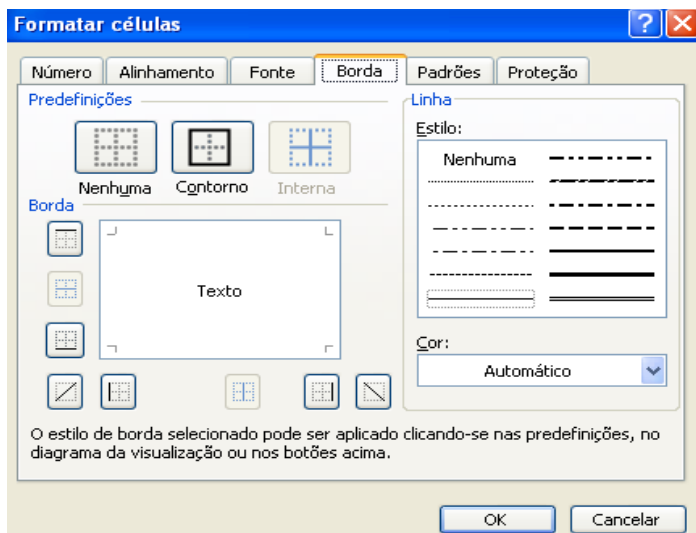 Formatar células
Número Alinhamento Fonte Borda Padrões Proteção
Predefinições
Nenhuma Contorno Interna
Borda
Texto
Linha
Estilo:
Nenhuma
Cor:
Automático
O estilo de borda selecionado pode ser aplicado clicando-se nas predefinições, no
diagrama da visualização ou nos botões acima.
OK Cancelar